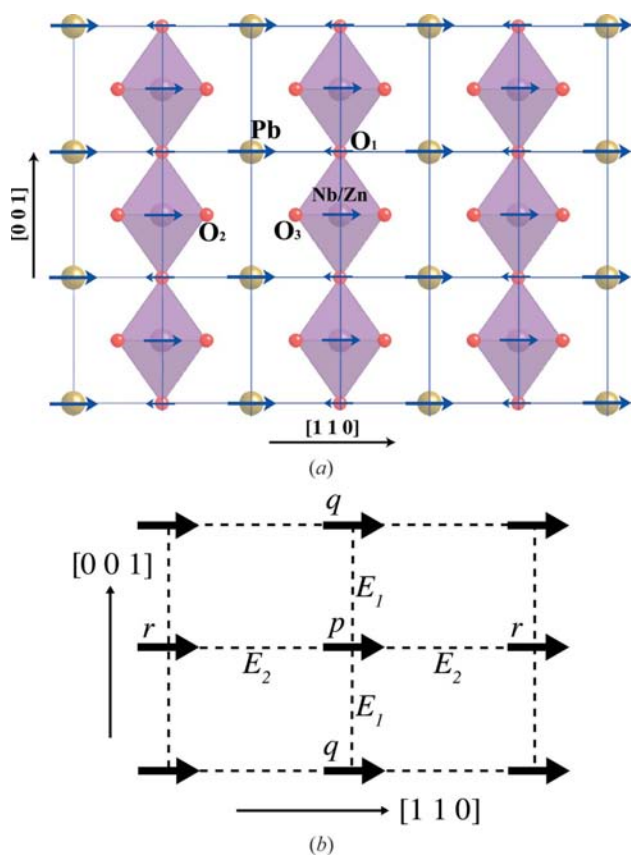 Pb
O1
[0 0 1]
Nb/Zn
O2
O3
[1 1 0]
(a)
q
[0 0 1]
E1
r
p
r
E2
E2
E1
q
[1 1 0]
(b)